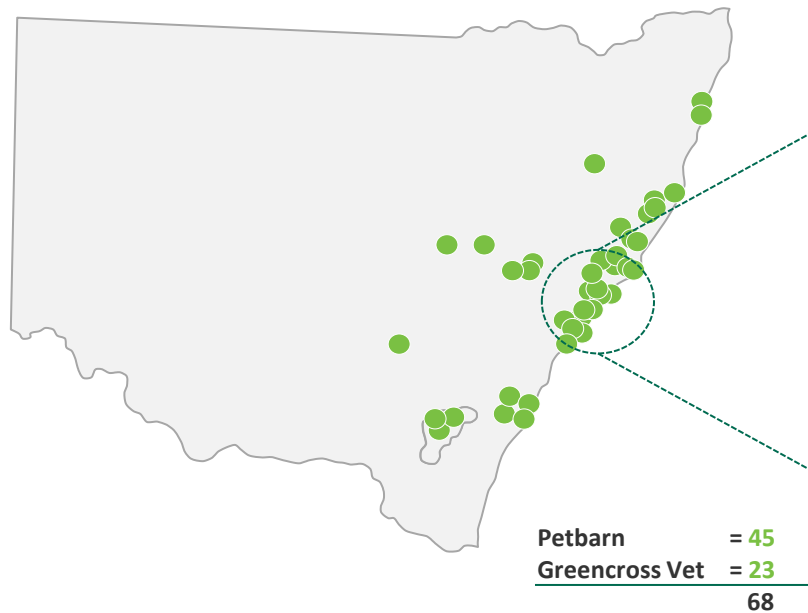 Petbarn = 45
Greencross Vet = 23
68